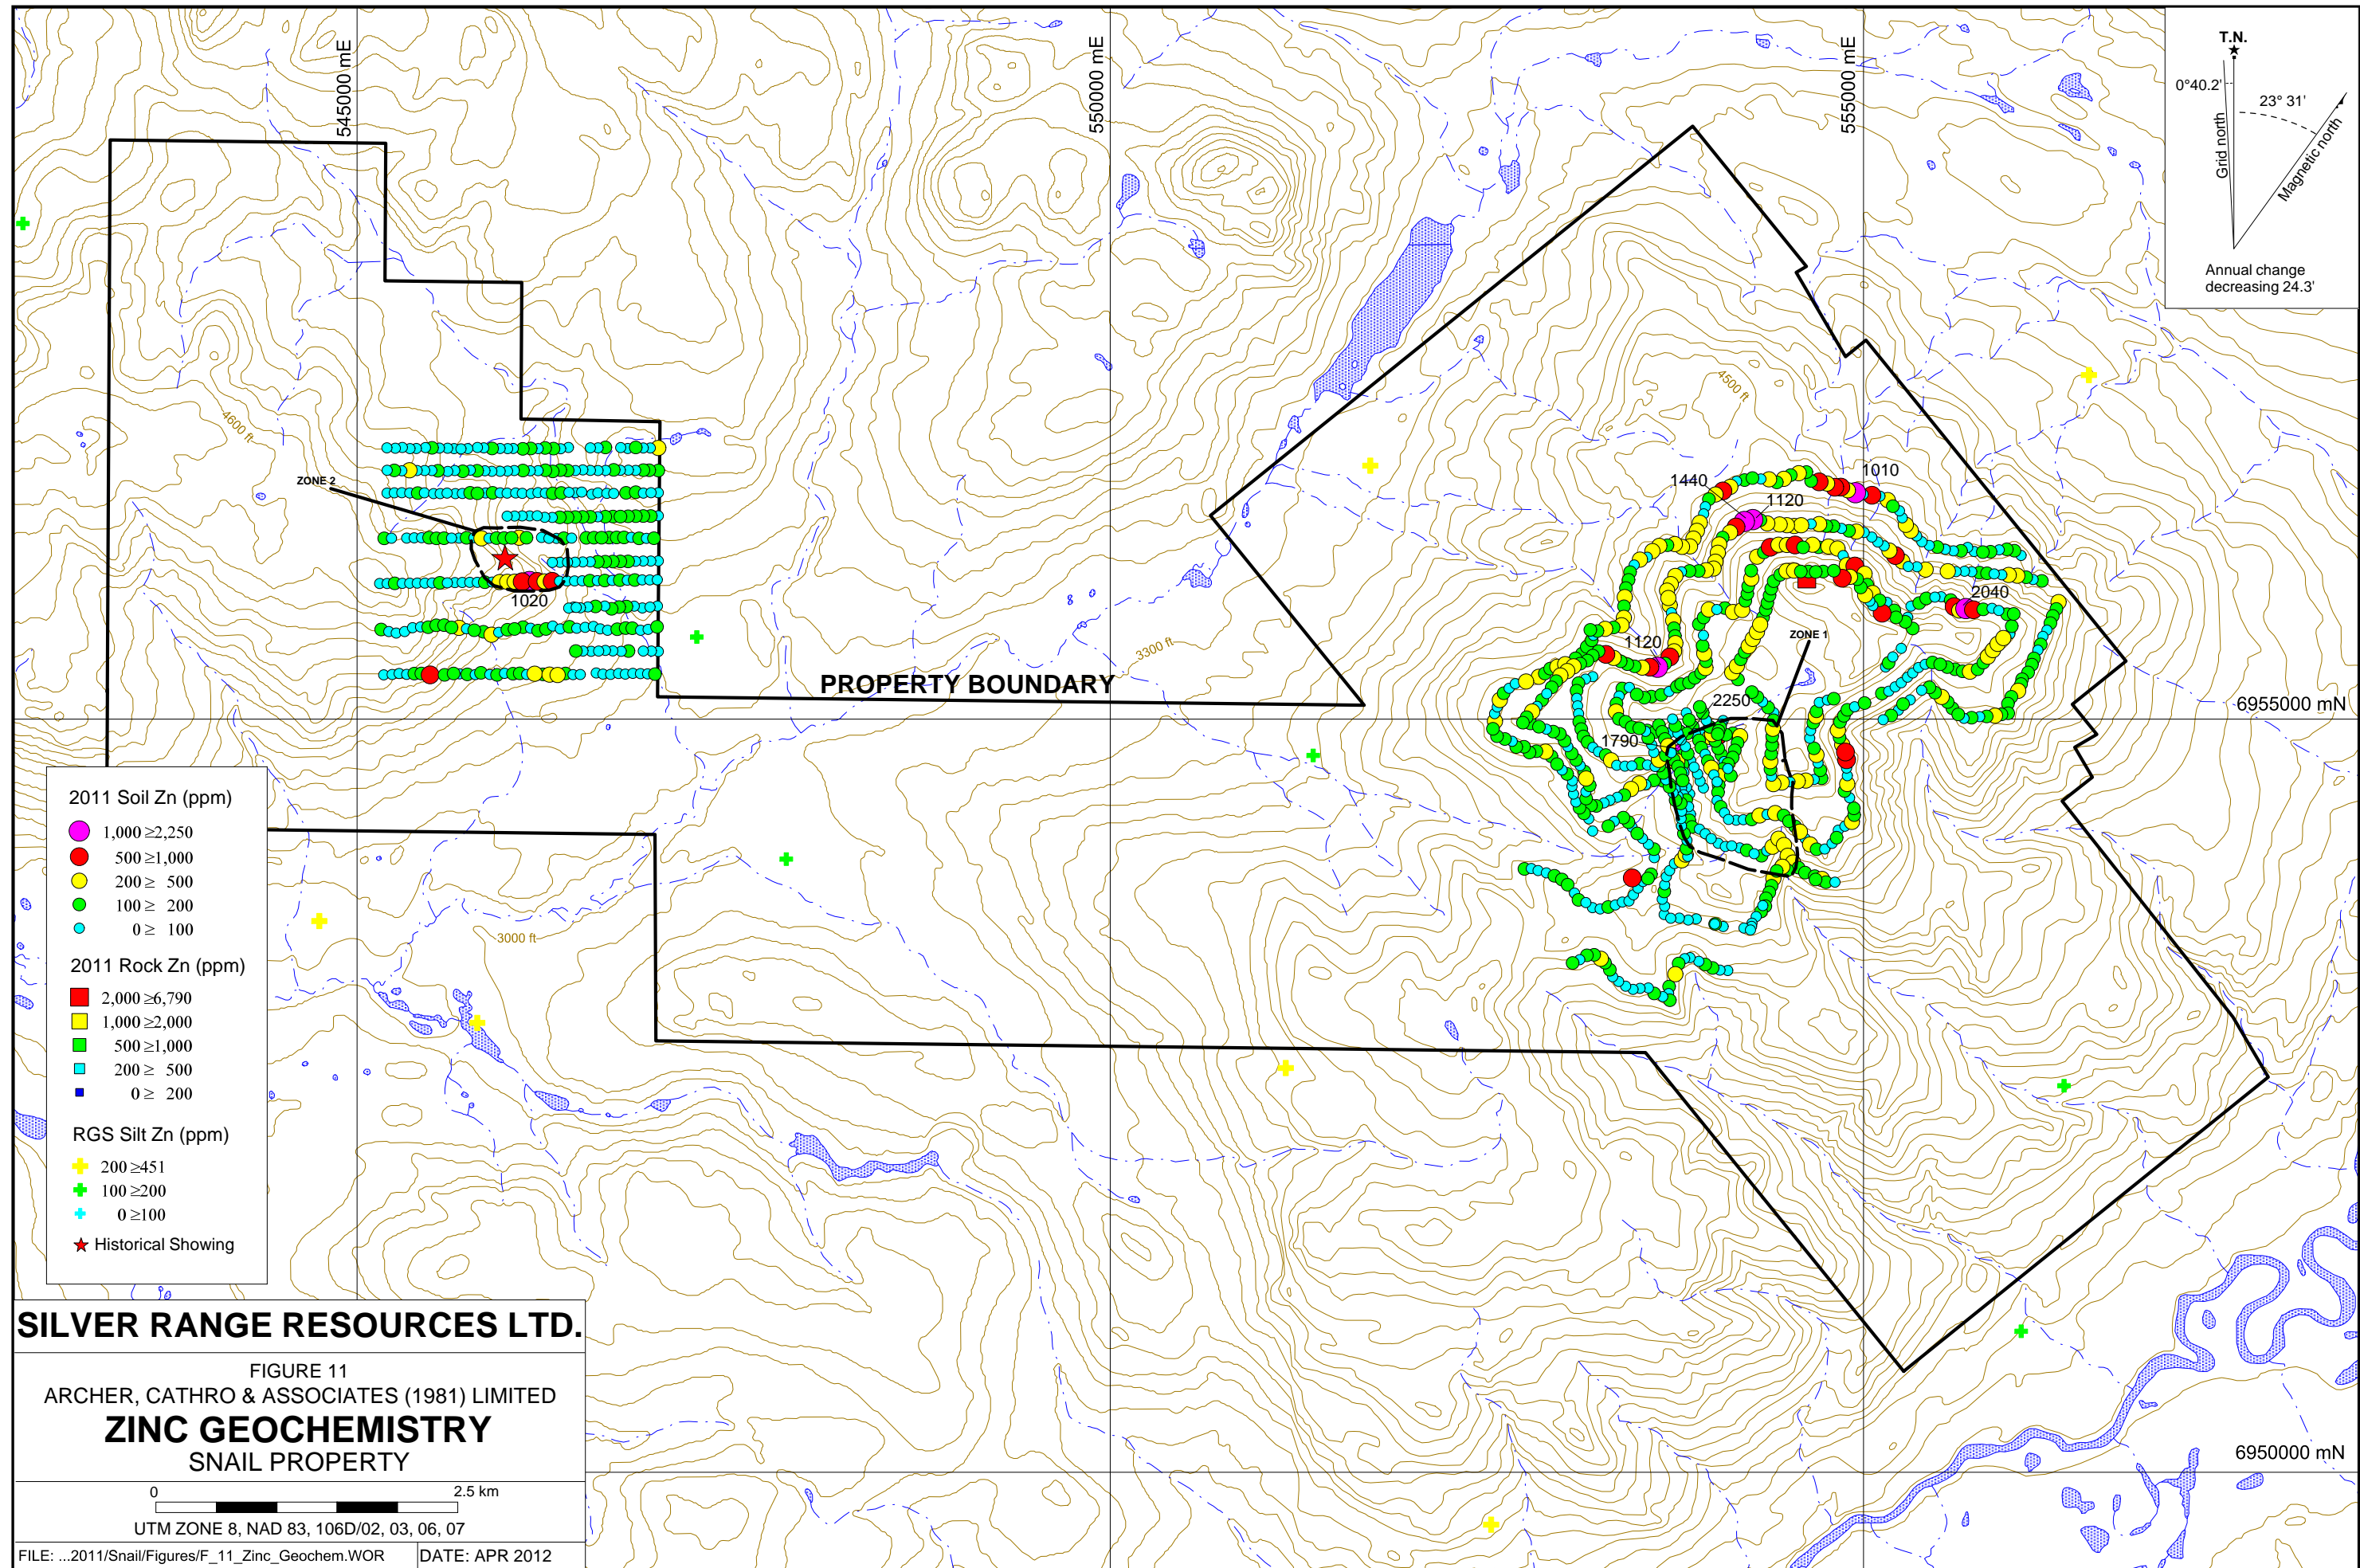 545000 mE
550000 mE
555000 mE
T.N.
0°40.2'
23° 31'
Grid north
Magnetic north
Annual change
decreasing 24.3'
4600 ft
4500 ft
ZONE 2
1440
1010
1120
1020
2040
1120
ZONE 1
3300 ft
PROPERTY BOUNDARY
2250
6955000 mN
1790
2011 Soil Zn (ppm)
1,000 ≥2,250
500 ≥1,000
200 ≥ 500
100 ≥ 200
0 ≥ 100
2011 Rock Zn (ppm)
2,000 ≥6,790
1,000 ≥2,000
500 ≥1,000
200 ≥ 500
0 ≥ 200
RGS Silt Zn (ppm)
200 ≥451
100 ≥200
0 ≥100
Historical Showing
3000 ft
SILVER RANGE RESOURCES LTD.
FIGURE 11
ARCHER, CATHRO & ASSOCIATES (1981) LIMITED
ZINC GEOCHEMISTRY
SNAIL PROPERTY
0 2.5 km
UTM ZONE 8, NAD 83, 106D/02, 03, 06, 07
FILE: ...2011/Snail/Figures/F_11_Zinc_Geochem.WOR DATE: APR 2012
6950000 mN